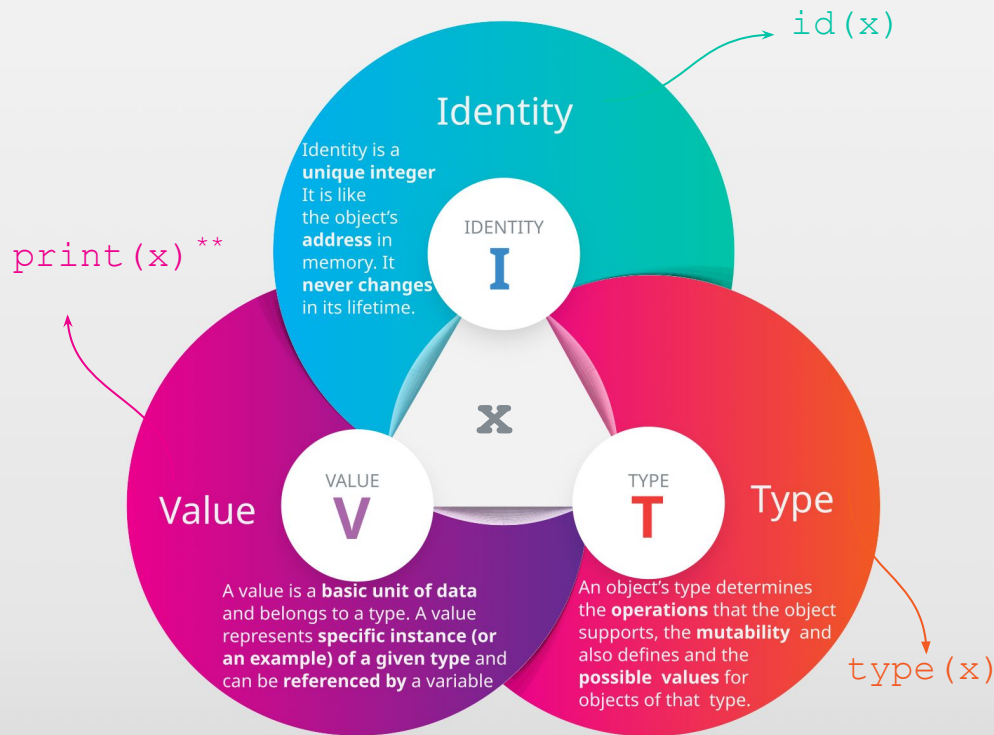 id(x)
Identity
Identity is a
unique integer
It is like
the object's
address in
memory. It
never changes
in its lifetime.
IDENTITY
I
print(x)**
x
VALUE
V
Value
TYPE
T
Type
A value is a basic unit of data
and belongs to a type. A value
represents specific instance (or
an example) of a given type and
can be referenced by a variable
An object's type determines
the operations that the object
supports, the mutability and
also defines and the
possible values for
objects of that type.
type(x)